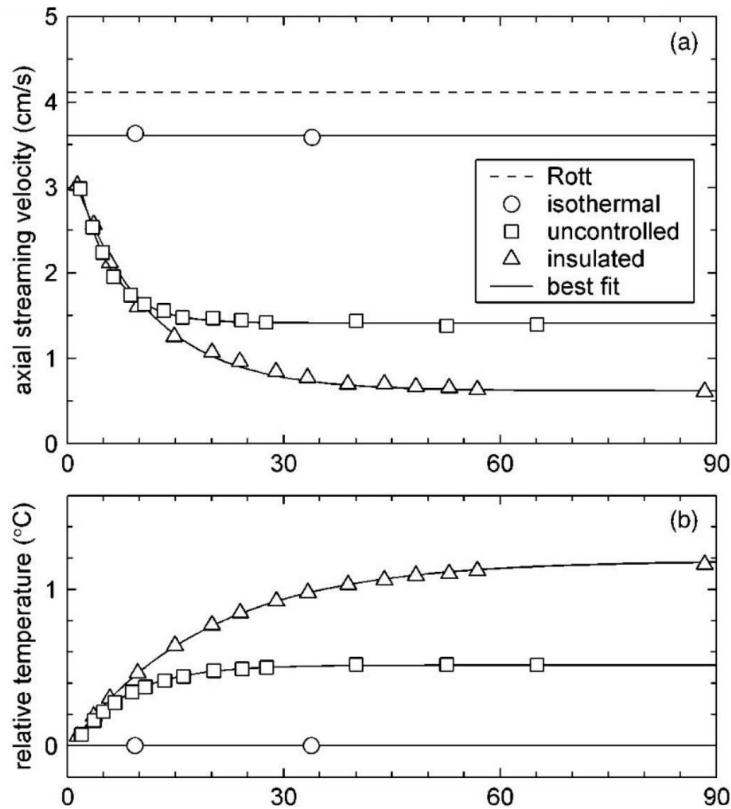 (a)
axial streaming velocity (cm/s)
5
4
3
2
1
0
Rott
isothermal
uncontrolled
insulated
best fit
0 30 60 90
(b)
relative temperature (°C)
1
0
0 30 60 90